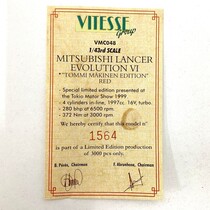 VITESSE
Group
VMC048
1/43rd SCALE
MITSUBISHI LANCER
EVOLUTION VI
"TOMMI MÄKINEN EDITION"
RED
- Special limited edition presented at
the Tokio Motor Show 1999
- 4 cylinders in-line, 1997cc, 16V, turbo
- 280 bhp at 6500 rpm
- 372 Nm at 3000 rpm
We hereby certify that this model nº
1564
is part of a Limited Edition production
of 3000 pcs only.
Chairman
Chairman